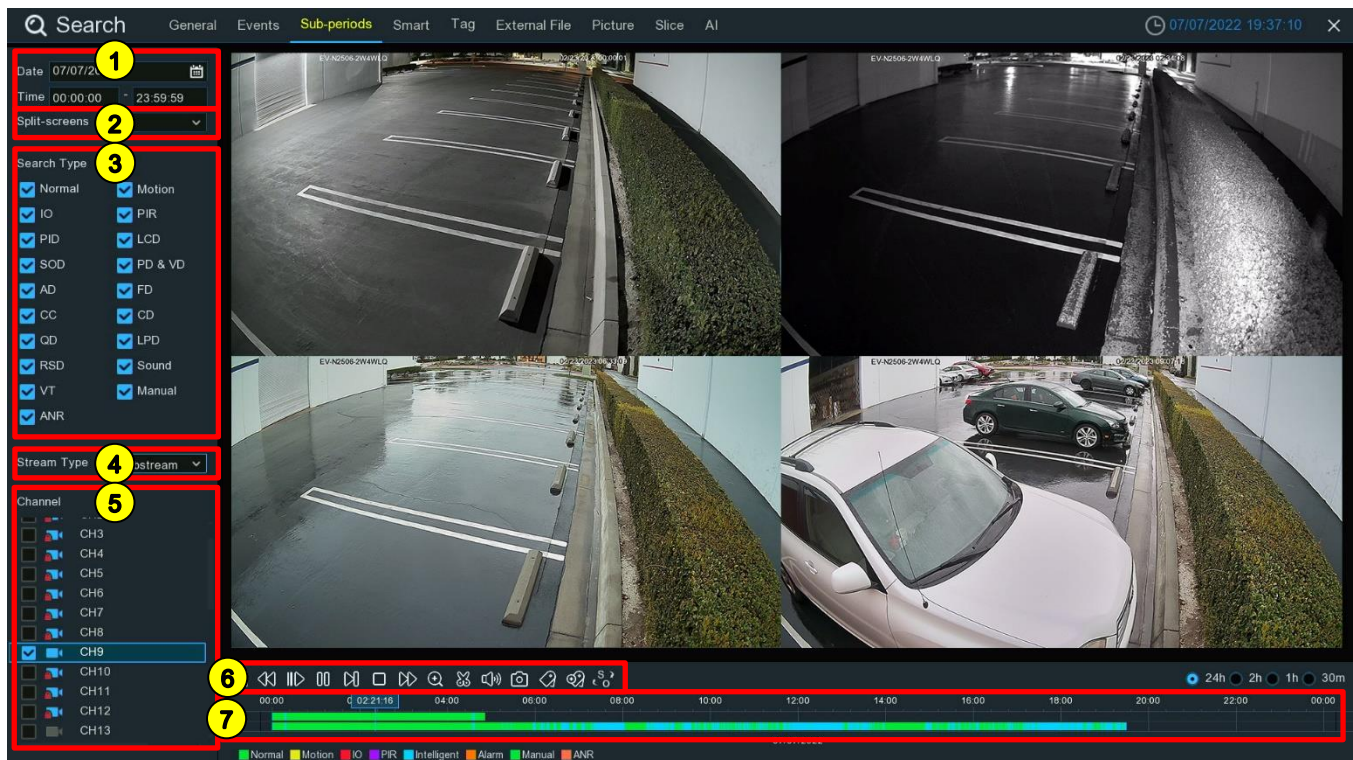 Search General Events Sub-periods Smart Tag External File Picture Slice AI 07/07/2022 19:37:10
1
Date 07/07/20
Time 00:00:00 - 23:59:59
Split-screens 2
Search Type 3
Normal Motion
IO PIR
PID LCD
SOD PD & VD
AD FD
CC CD
QD LPD
RSD Sound
VT Manual
ANR
Stream Type 4
5
Channel
CH3
CH4
CH5
CH6
CH7
CH8
CH9
CH10
CH11
CH12
CH13
EV-N2506-2W4WLQ
EV-N2506-2W4WLQ
EV-N2506-2W4WLQ
EV-N2506-2W4WLQ
6 24h 2h 1h 30m
00:00 02:21:16 04:00 06:00 08:00 10:00 12:00 14:00 16:00 18:00 20:00 22:00 00:00
7
Normal Motion IO PIR Intelligent Alarm Manual ANR